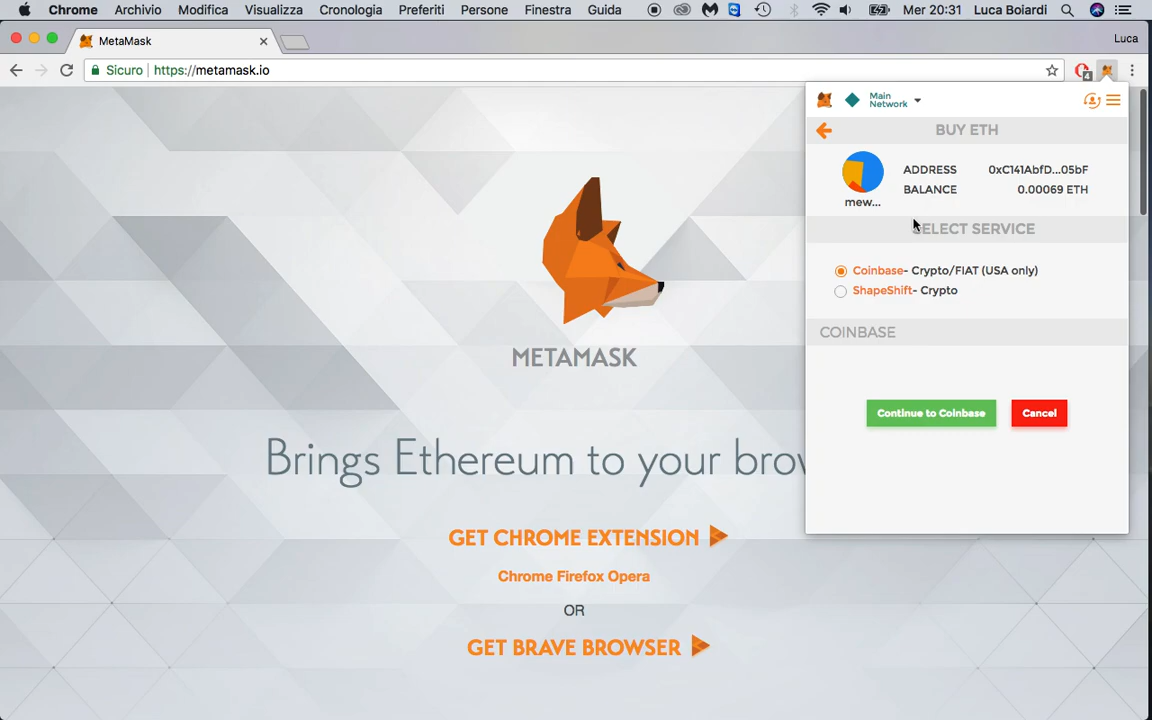 Chrome Archivio Modifica Visualizza Cronologia Preferiti Persone Finestra Guida Mer 20:31 Luca Boiardi
MetaMask
Luca
Sicuro https://metamask.io
4
Main
Network
BUY ETH
ADDRESS 0xC141AbfD...05bF
BALANCE 0.00069 ETH
mew...
SELECT SERVICE
Coinbase- Crypto/FIAT (USA only)
ShapeShift- Crypto
COINBASE
Continue to Coinbase
Cancel
METAMASK
Brings Ethereum to your brow
GET CHROME EXTENSION
Chrome Firefox Opera
OR
GET BRAVE BROWSER